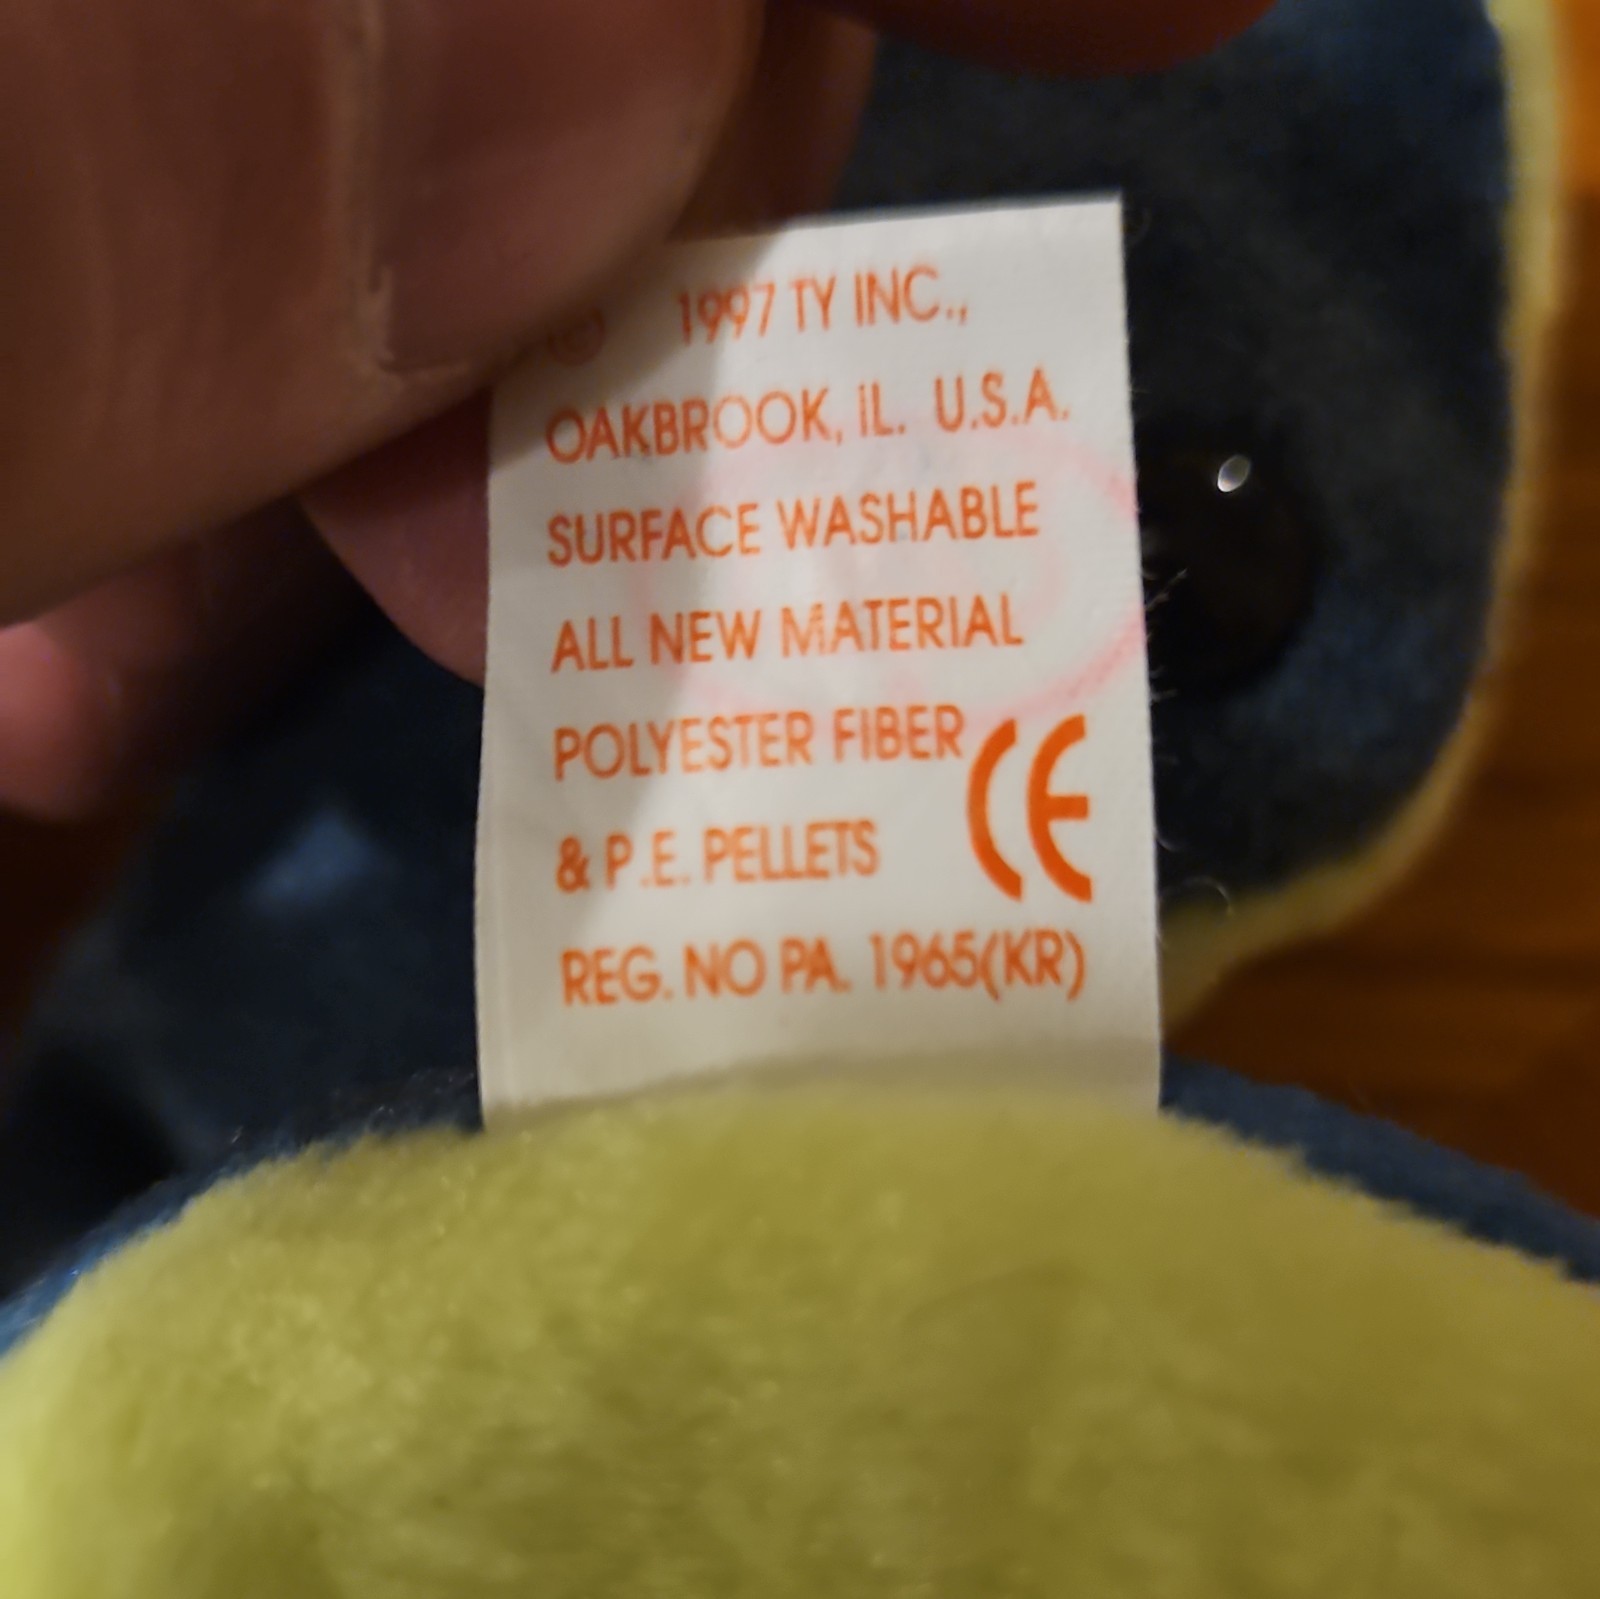 © 1997 TY INC.,
OAKBROOK, IL. U.S.A.
SURFACE WASHABLE
ALL NEW MATERIAL
POLYESTER FIBER
& P.E. PELLETS CE
REG. NO PA. 1965(KR)